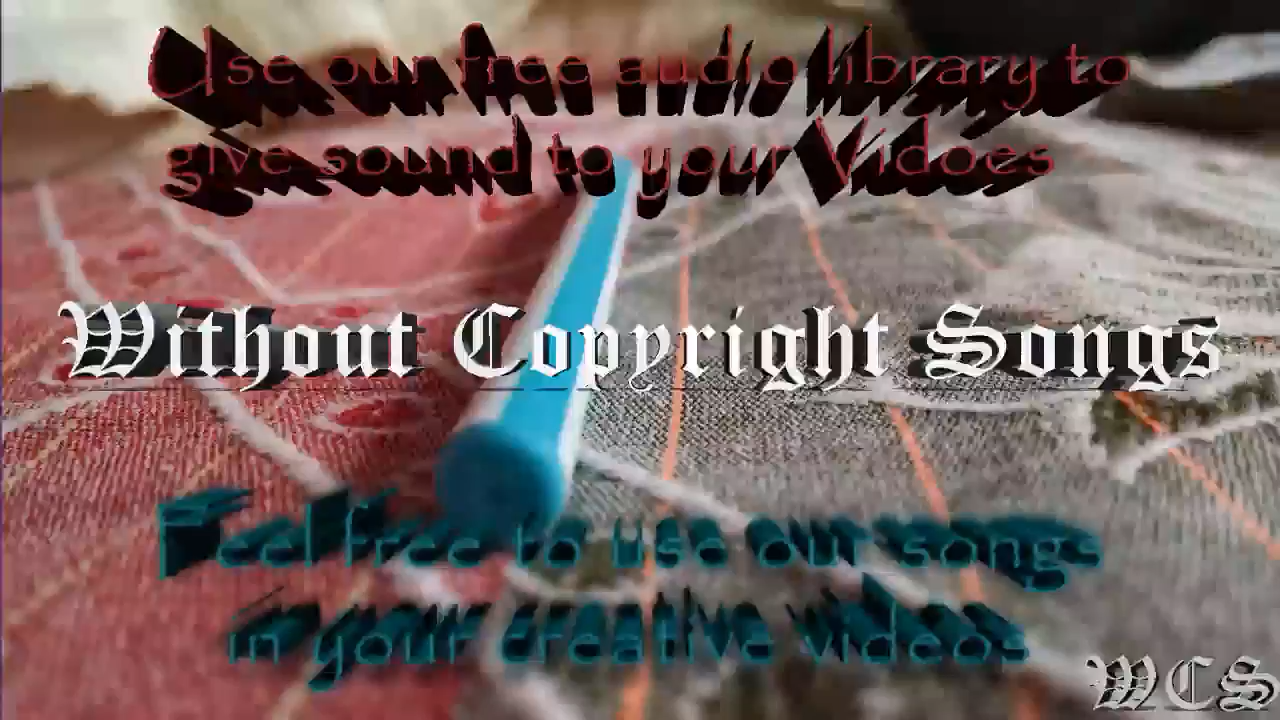 Use our free audio library to
give sound to your Vidoes
Without Copyright Songs
Feel free to use our songs
in your creative videos
WCS